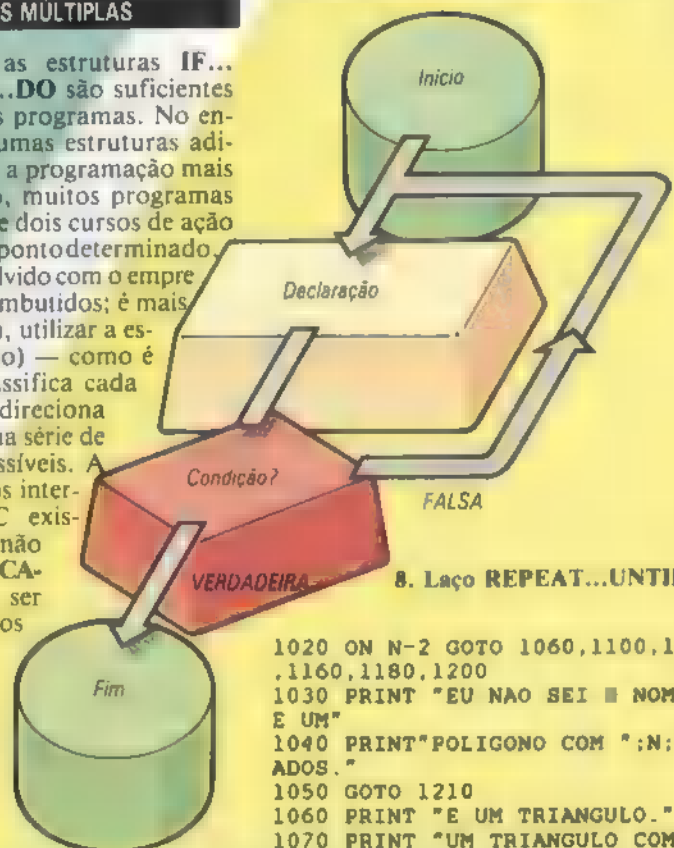 S MÚLTIPLAS
as estruturas IF...
..DO são suficientes
s programas. No en-
umas estruturas adi-
a a programação mais
o, muitos programas
e dois cursos de ação
ponto determinado,
lvido com o empre
mbutidos; é mais
, utilizar a es-
o) — como é
ssifica cada
direciona
na série de
ssíveis. A
s inter-
C exis-
não
CA-
ser
os
Início
Declaração
Condição?
FALSA
VERDADEIRA
Fim
8. Laço REPEAT...UNTIL
1020 ON N-2 GOTO 1060,1100,1
,1160,1180,1200
1030 PRINT "EU NAO SEI NOM
E UM"
1040 PRINT"POLIGONO COM ";N;
ADOS."
1050 GOTO 1210
1060 PRINT "E UM TRIANGULO."
1070 PRINT "UM TRIANGULO COM